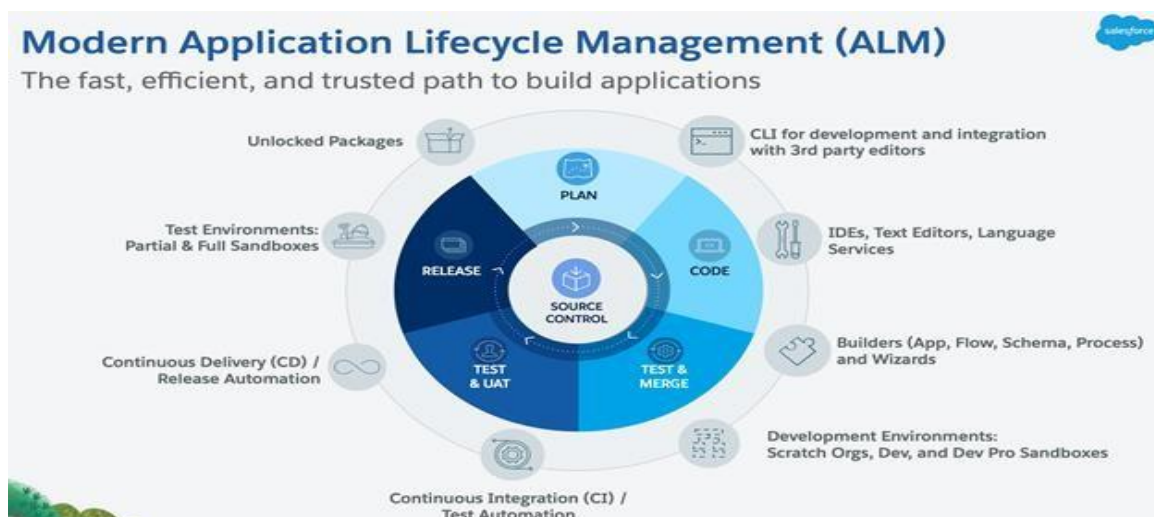 Modern Application Lifecycle Management (ALM)
salesforce
The fast, efficient, and trusted path to build applications
Unlocked Packages
CLI for development and integration
with 3rd party editors
PLAN
Test Environments:
Partial & Full Sandboxes
IDEs, Text Editors, Language
Services
RELEASE
CODE
SOURCE
CONTROL
Continuous Delivery (CD) /
Release Automation
Builders (App, Flow, Schema, Process)
and Wizards
TEST
& UAT
TEST &
MERGE
Development Environments:
Scratch Orgs, Dev, and Dev Pro Sandboxes
Continuous Integration (CI) /
Test Automation